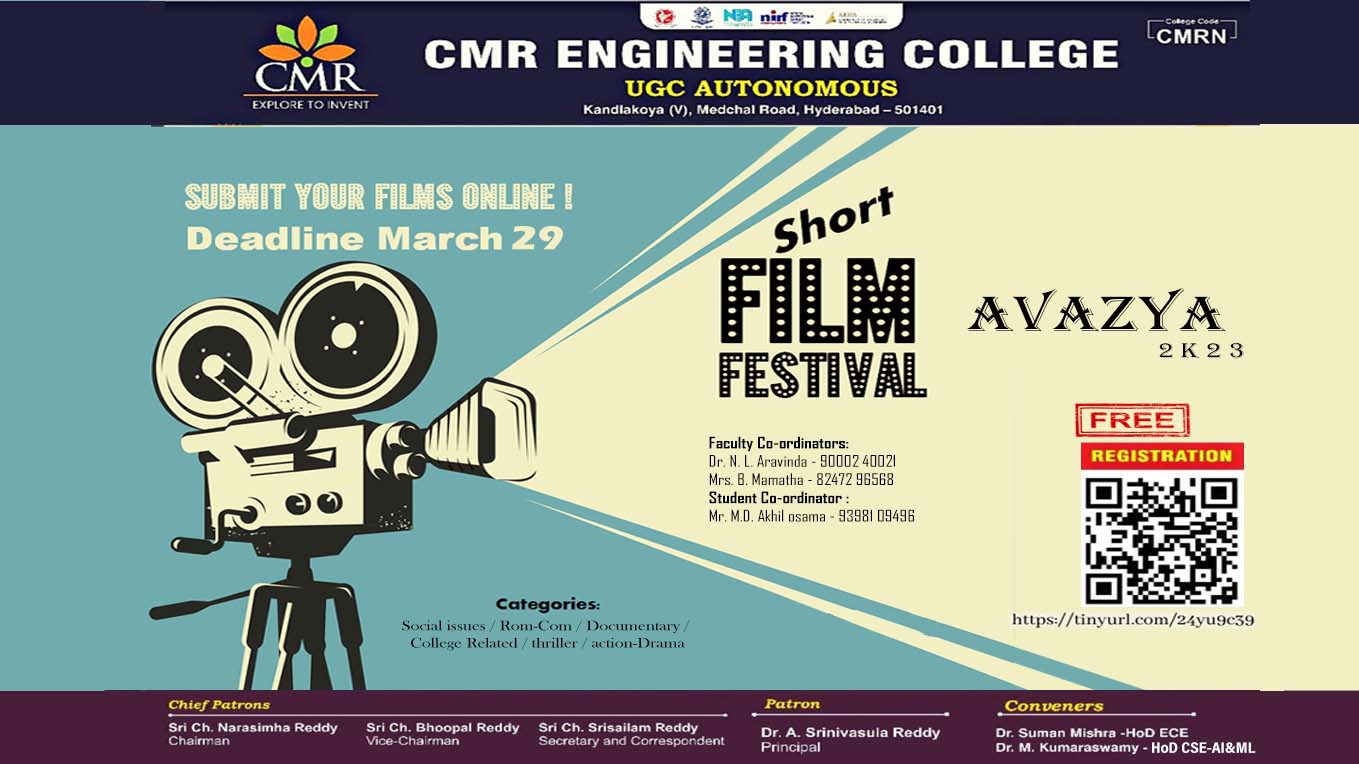 CMR
EXPLORE TO INVENT
nirf
CMR ENGINEERING COLLEGE
UGC AUTONOMOUS
Kandlakoya (V), Medchal Road, Hyderabad – 501401
College Code
CMRN
SUBMIT YOUR FILMS ONLINE !
Deadline March 29
Short
FILM
FESTIVAL
AVAZYA
2K23
Faculty Co-ordinators:
Dr. N. L. Aravinda - 90002 40021
Mrs. B. Mamatha - 82472 96568
Student Co-ordinator :
Mr. M.D. Akhil osama - 93981 09496
FREE
REGISTRATION
https://tinyurl.com/24yu9c39
Categories:
Social issues / Rom-Com / Documentary /
College Related / thriller / action-Drama
Chief Patrons
Sri Ch. Narasimha Reddy
Chairman
Sri Ch. Bhoopal Reddy
Vice-Chairman
Sri Ch. Srisailam Reddy
Secretary and Correspondent
Patron
Dr. A. Srinivasula Reddy
Principal
Conveners
Dr. Suman Mishra -HoD ECE
Dr. M. Kumaraswamy - HoD CSE-AI&ML